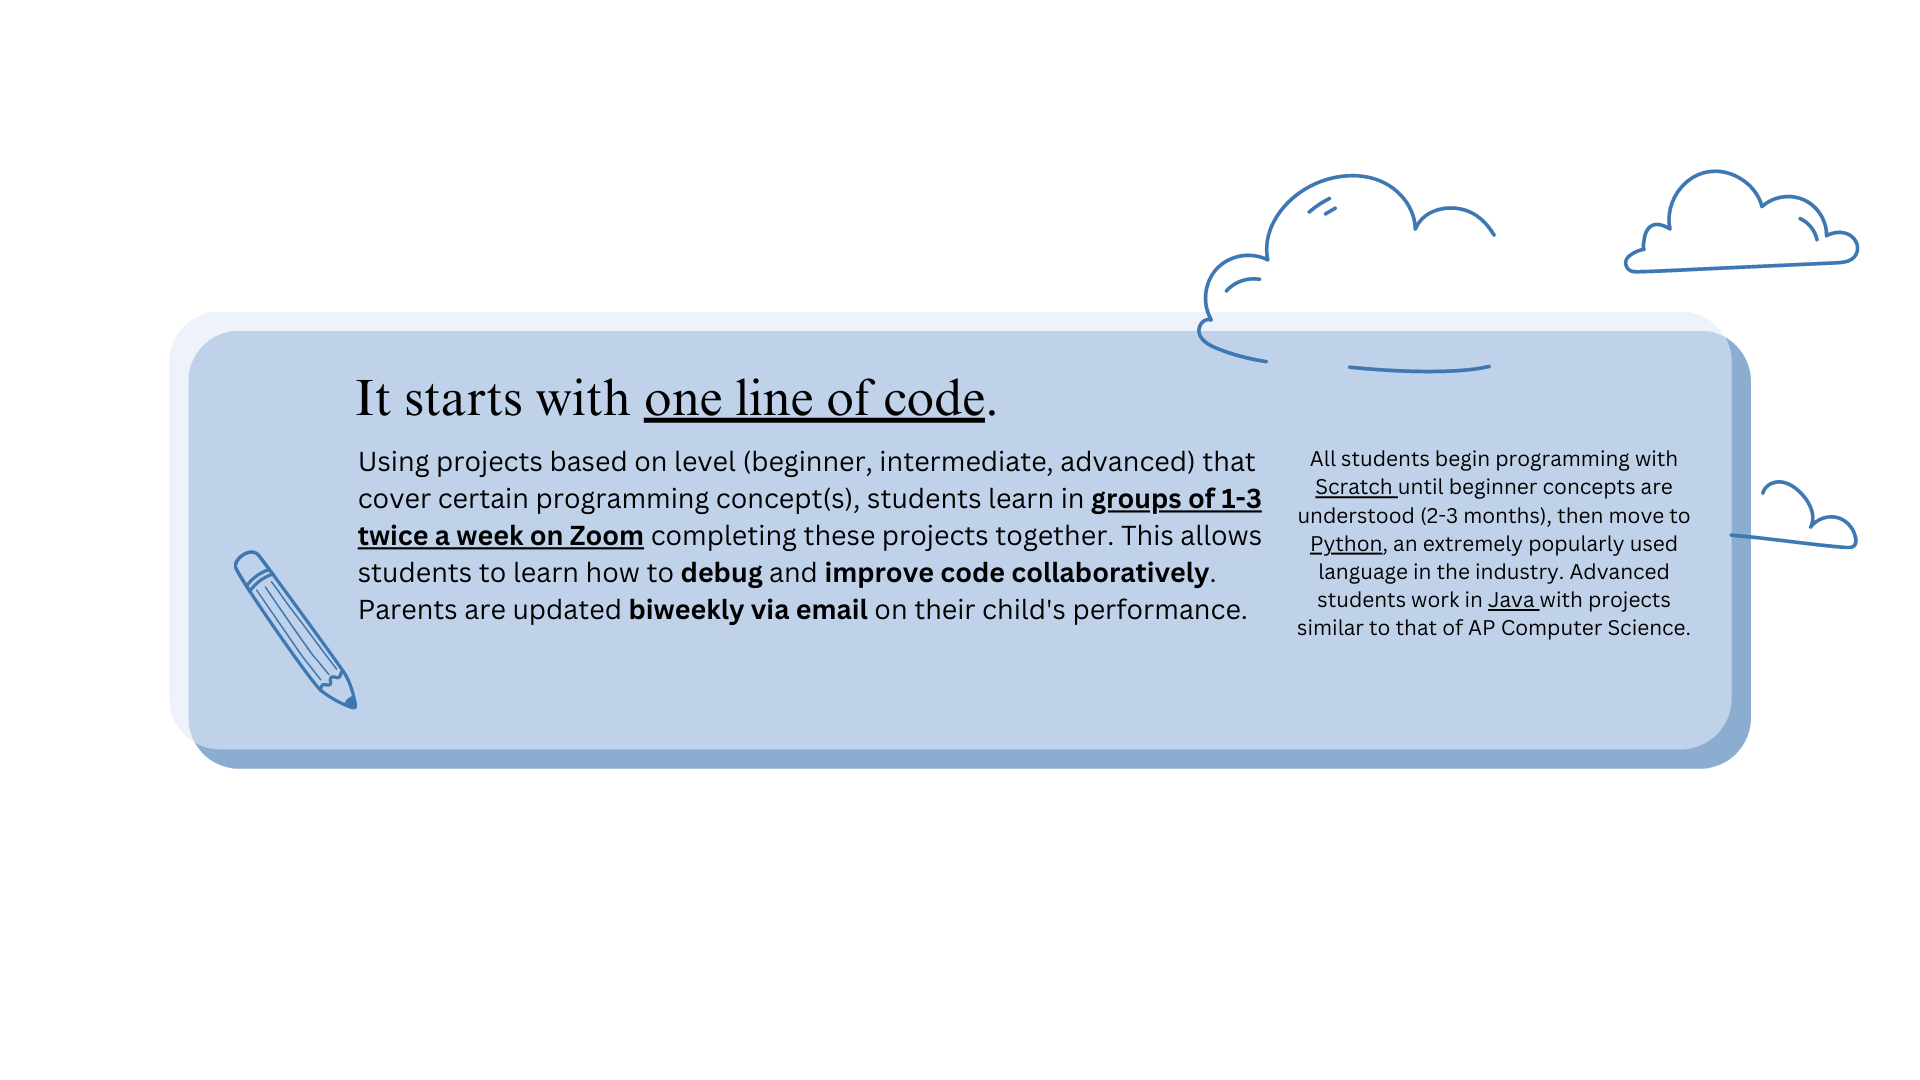 It starts with one line of code.
Using projects based on level (beginner, intermediate, advanced) that
cover certain programming concept(s), students learn in groups of 1-3
twice a week on Zoom completing these projects together. This allows
students to learn how to debug and improve code collaboratively.
Parents are updated biweekly via email on their child's performance.
All students begin programming with
Scratch until beginner concepts are
understood (2-3 months), then move to
Python, an extremely popularly used
language in the industry. Advanced
students work in Java with projects
similar to that of AP Computer Science.